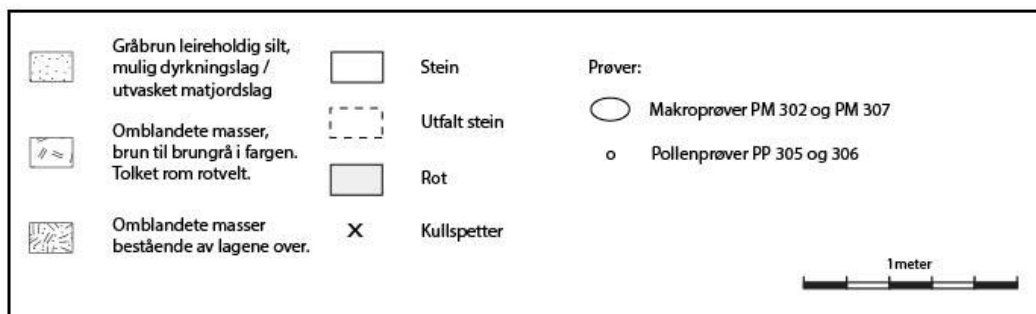 Gråbrun leireholdig silt,
mulig dyrkningslag /
utvasket matjordslag
Omblandete masser,
brun til brungrå i fargen.
Tolket rom rotvelt.
Omblandete masser
bestående av lagene over.
Stein
Utfalt stein
Rot
X Kullspetter
Prøver:
Makroprøver PM 302 og PM 307
Pollenprøver PP 305 og 306
1 meter